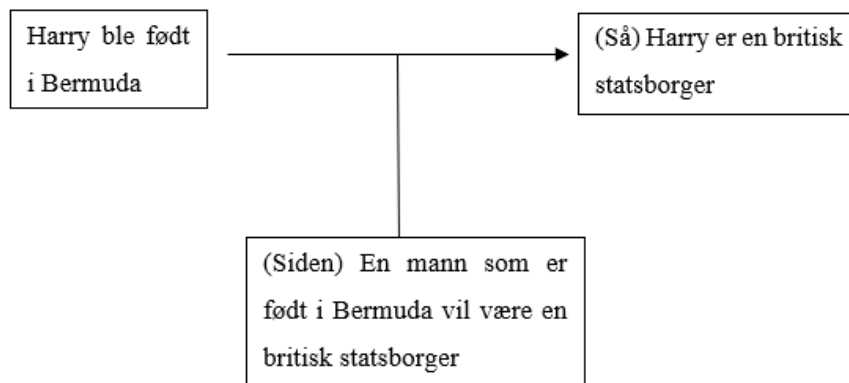 Harry ble født
i Bermuda
(Så) Harry er en britisk
statsborger
(Siden) En mann som er
født i Bermuda vil være en
britisk statsborger